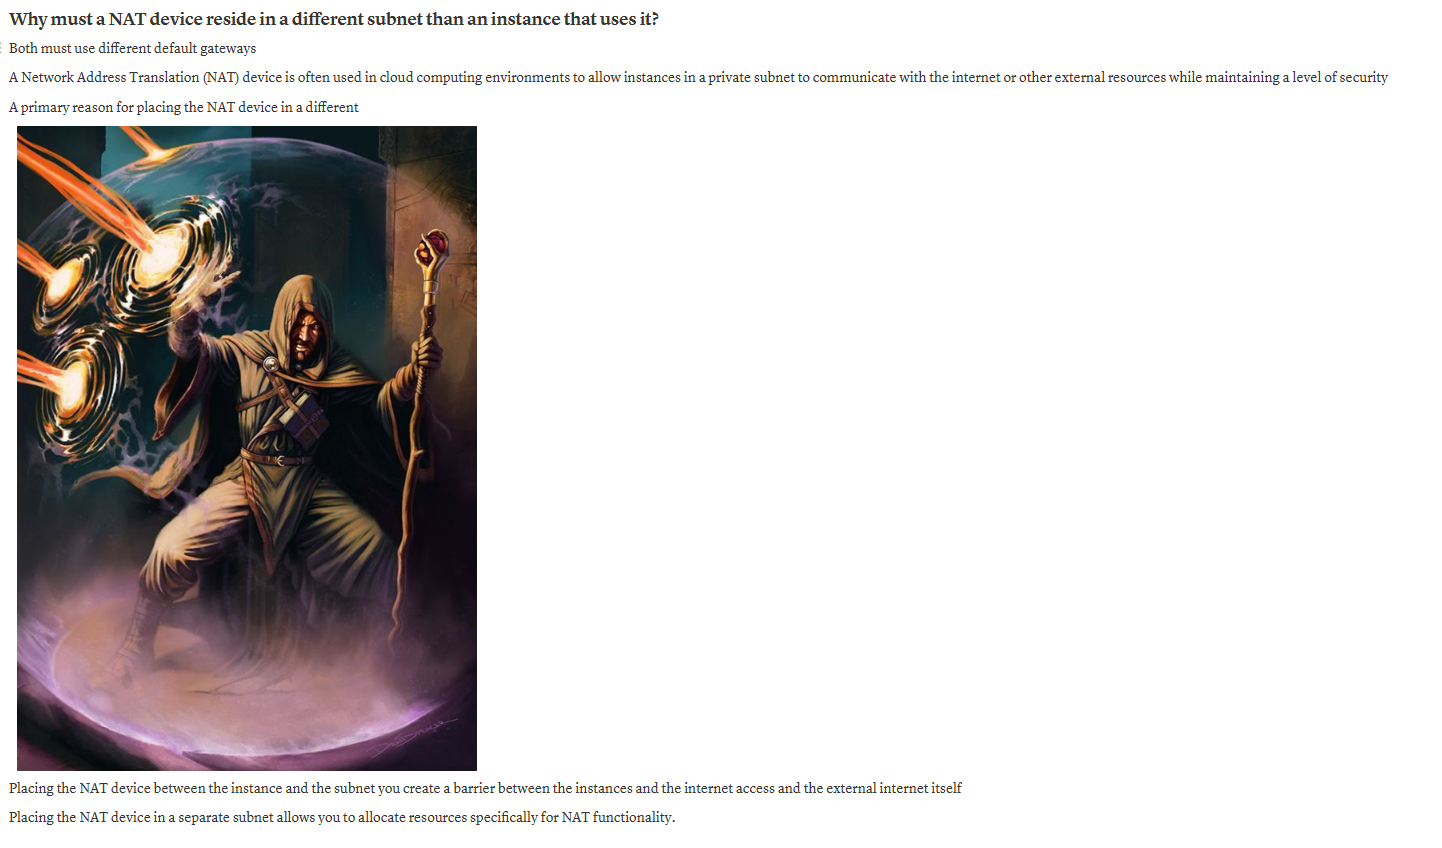 Why must a NAT device reside in a different subnet than an instance that uses it?
Both must use different default gateways
A Network Address Translation (NAT) device is often used in cloud computing environments to allow instances in a private subnet to communicate with the internet or other external resources while maintaining a level of security
A primary reason for placing the NAT device in a different
Placing the NAT device between the instance and the subnet you create a barrier between the instances and the internet access and the external internet itself
Placing the NAT device in a separate subnet allows you to allocate resources specifically for NAT functionality.